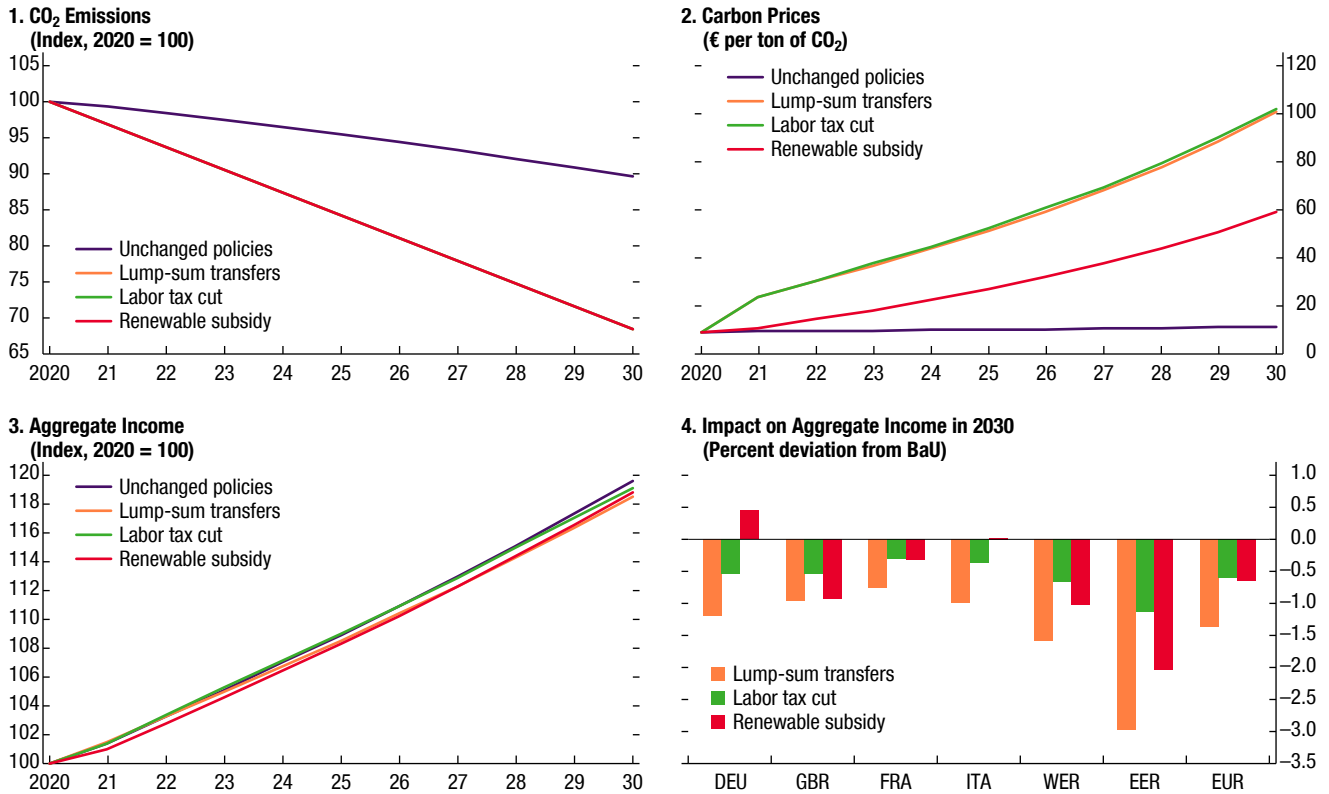 1. CO₂ Emissions
(Index, 2020 = 100)
105
100
95
90
85
80
75
70
65
Unchanged policies
Lump-sum transfers
Labor tax cut
Renewable subsidy
2020 21 22 23 24 25 26 27 28 29 30
2. Carbon Prices
(€ per ton of CO₂)
120
100
80
60
40
20
0
Unchanged policies
Lump-sum transfers
Labor tax cut
Renewable subsidy
2020 21 22 23 24 25 26 27 28 29 30
3. Aggregate Income
(Index, 2020 = 100)
120
118
116
114
112
110
108
106
104
102
100
Unchanged policies
Lump-sum transfers
Labor tax cut
Renewable subsidy
2020 21 22 23 24 25 26 27 28 29 30
4. Impact on Aggregate Income in 2030
(Percent deviation from BaU)
1.0
0.5
0.0
–0.5
–1.0
–1.5
–2.0
–2.5
–3.0
–3.5
Lump-sum transfers
Labor tax cut
Renewable subsidy
DEU GBR FRA ITA WER EER EUR